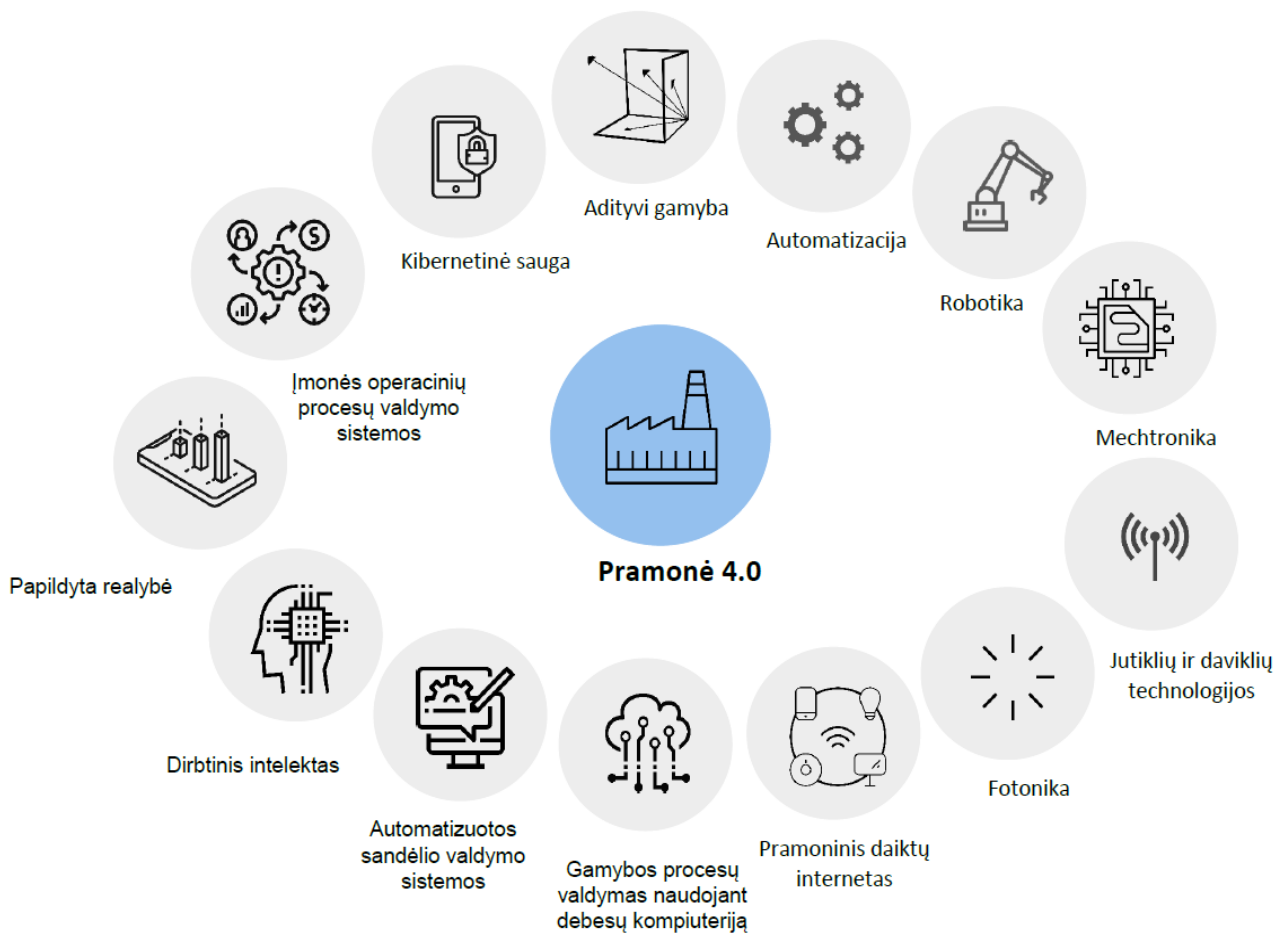 Adityvi gamyba
Automatizacija
Kibernetinė sauga
Robotika
Įmonės operacinių
procesų valdymo
sistemos
Mechtronika
Pramonė 4.0
Papildyta realybė
Jutiklių ir daviklių
technologijos
Dirbtinis intelektas
Fotonika
Automatizuotos
sandėlio valdymo
sistemos
Gamybos procesų
valdymas naudojant
debesų kompiuteriją
Pramoninis daiktų
internetas